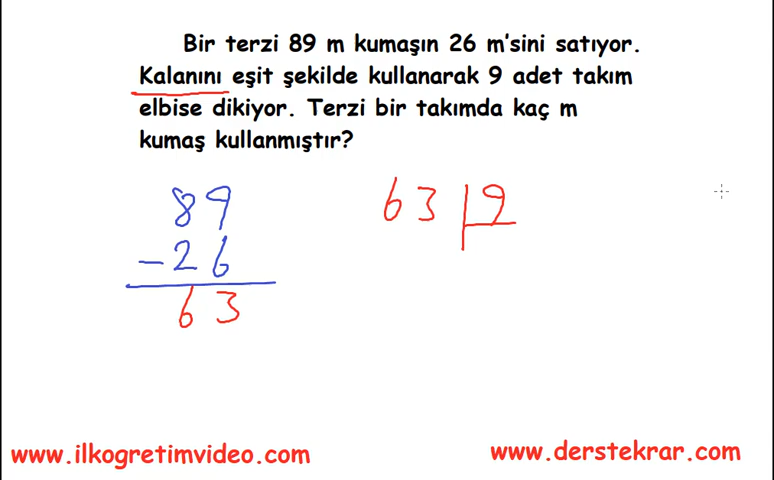 Bir terzi 89 m kumaşın 26 m'sini satıyor.
Kalanını eşit şekilde kullanarak 9 adet takım
elbise dikiyor. Terzi bir takımda kaç m
kumaş kullanmıştır?
89
- 26
63
63 9
www.ilkogretimvideo.com
www.derstekrar.com